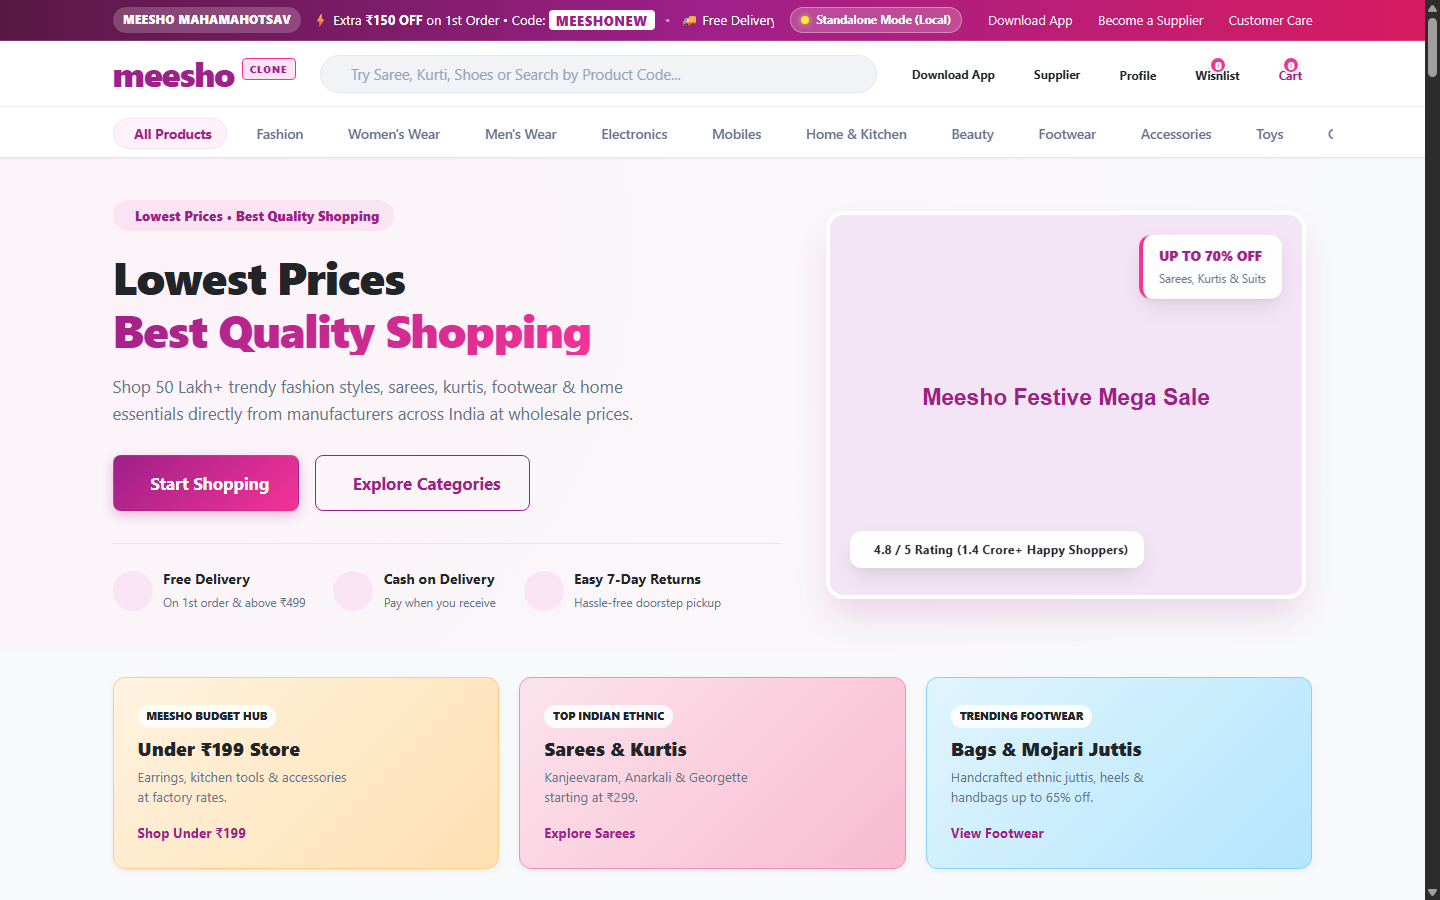 MEESHO MAHAMAHOTSAV
⚡ Extra ₹150 OFF on 1st Order • Code: MEESHONEW • 🚚 Free Delivery
Standalone Mode (Local)
Download App
Become a Supplier
Customer Care
meesho CLONE
Try Saree, Kurti, Shoes or Search by Product Code...
Download App
Supplier
Profile
0
Wishlist
0
Cart
All Products
Fashion
Women's Wear
Men's Wear
Electronics
Mobiles
Home & Kitchen
Beauty
Footwear
Accessories
Toys
Lowest Prices • Best Quality Shopping
Lowest Prices
Best Quality Shopping
Shop 50 Lakh+ trendy fashion styles, sarees, kurtis, footwear & home
essentials directly from manufacturers across India at wholesale prices.
Start Shopping
Explore Categories
Free Delivery
On 1st order & above ₹499
Cash on Delivery
Pay when you receive
Easy 7-Day Returns
Hassle-free doorstep pickup
UP TO 70% OFF
Sarees, Kurtis & Suits
Meesho Festive Mega Sale
4.8 / 5 Rating (1.4 Crore+ Happy Shoppers)
MEESHO BUDGET HUB
Under ₹199 Store
Earrings, kitchen tools & accessories
at factory rates.
Shop Under ₹199
TOP INDIAN ETHNIC
Sarees & Kurtis
Kanjeevaram, Anarkali & Georgette
starting at ₹299.
Explore Sarees
TRENDING FOOTWEAR
Bags & Mojari Juttis
Handcrafted ethnic juttis, heels &
handbags up to 65% off.
View Footwear